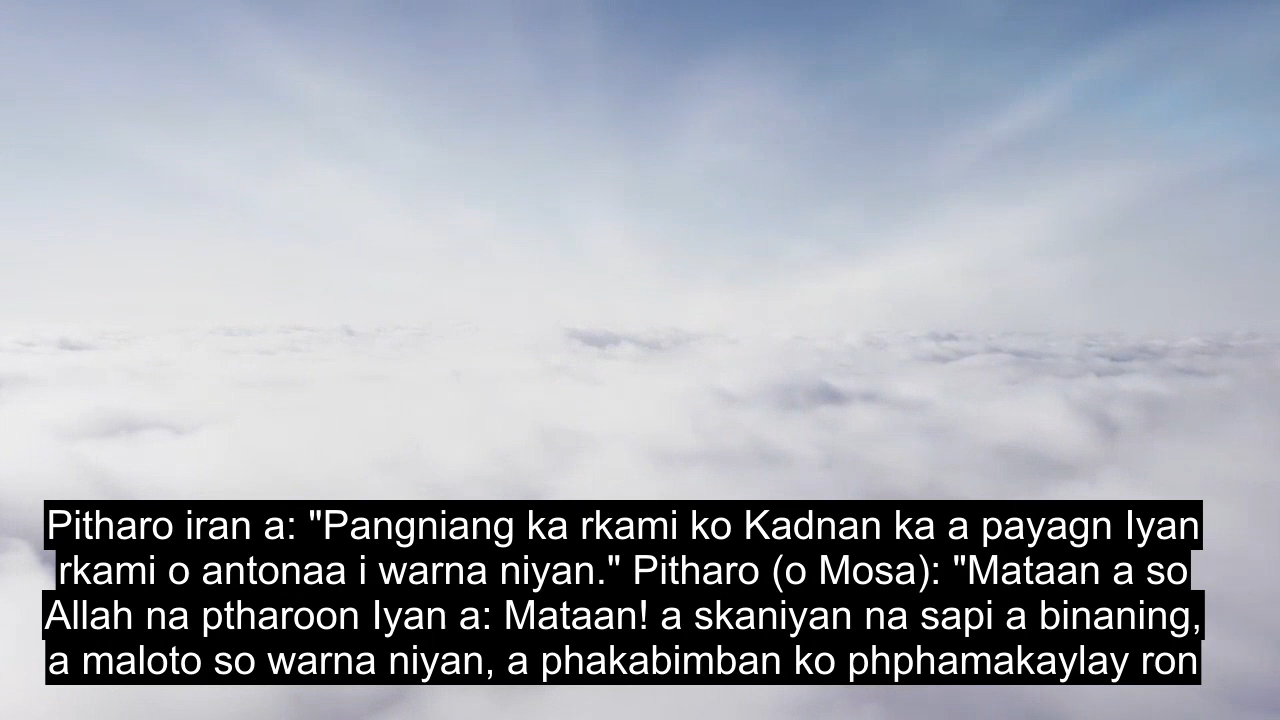 Pitharo iran a: "Pangniang ka rkami ko Kadnan ka a payagn Iyan
rkami o antonaa i warna niyan." Pitharo (o Mosa): "Mataan a so
Allah na ptharoon Iyan a: Mataan! a skaniyan na sapi a binaning,
a maloto so warna niyan, a phakabimban ko phphamakaylay ron